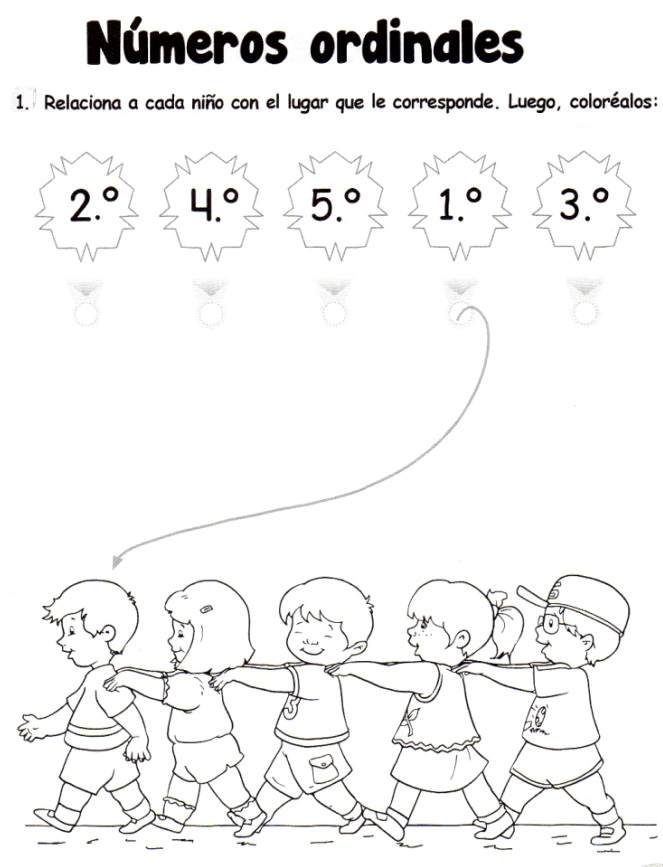 Números ordinales
1. Relaciona a cada niño con el lugar que le corresponde. Luego, coloréalos:
2.º 4.º 5.º 1.º 3.º
3